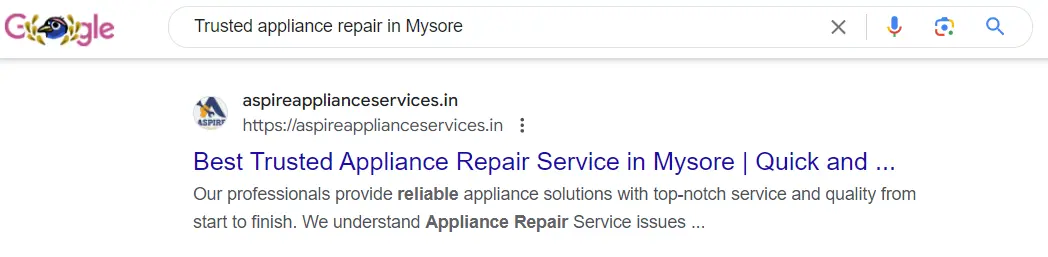 Google
Trusted appliance repair in Mysore
ASPIRE
aspireapplianceservices.in
https://aspireapplianceservices.in
Best Trusted Appliance Repair Service in Mysore | Quick and ...
Our professionals provide reliable appliance solutions with top-notch service and quality from
start to finish. We understand Appliance Repair Service issues ...